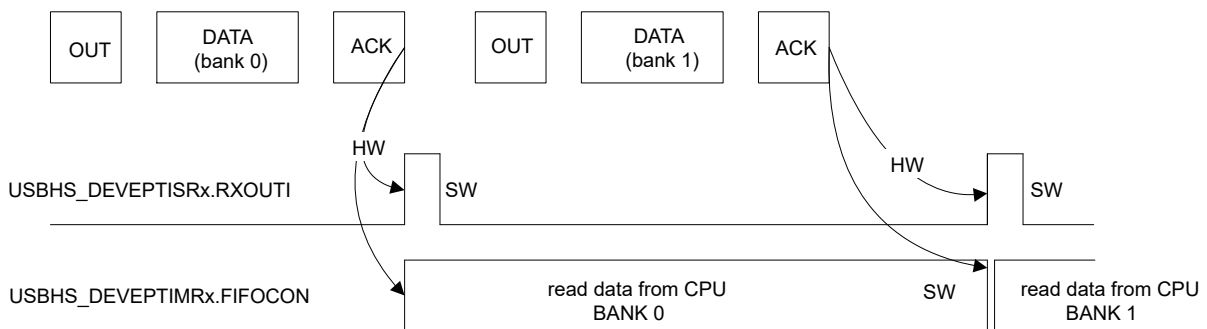 OUT
DATA
(bank 0)
ACK
OUT
DATA
(bank 1)
ACK
HW
HW
USBHS_DEVEPTISRx.RXOUTI
SW
SW
USBHS_DEVEPTIMRx.FIFOCON
read data from CPU
BANK 0
SW
read data from CPU
BANK 1